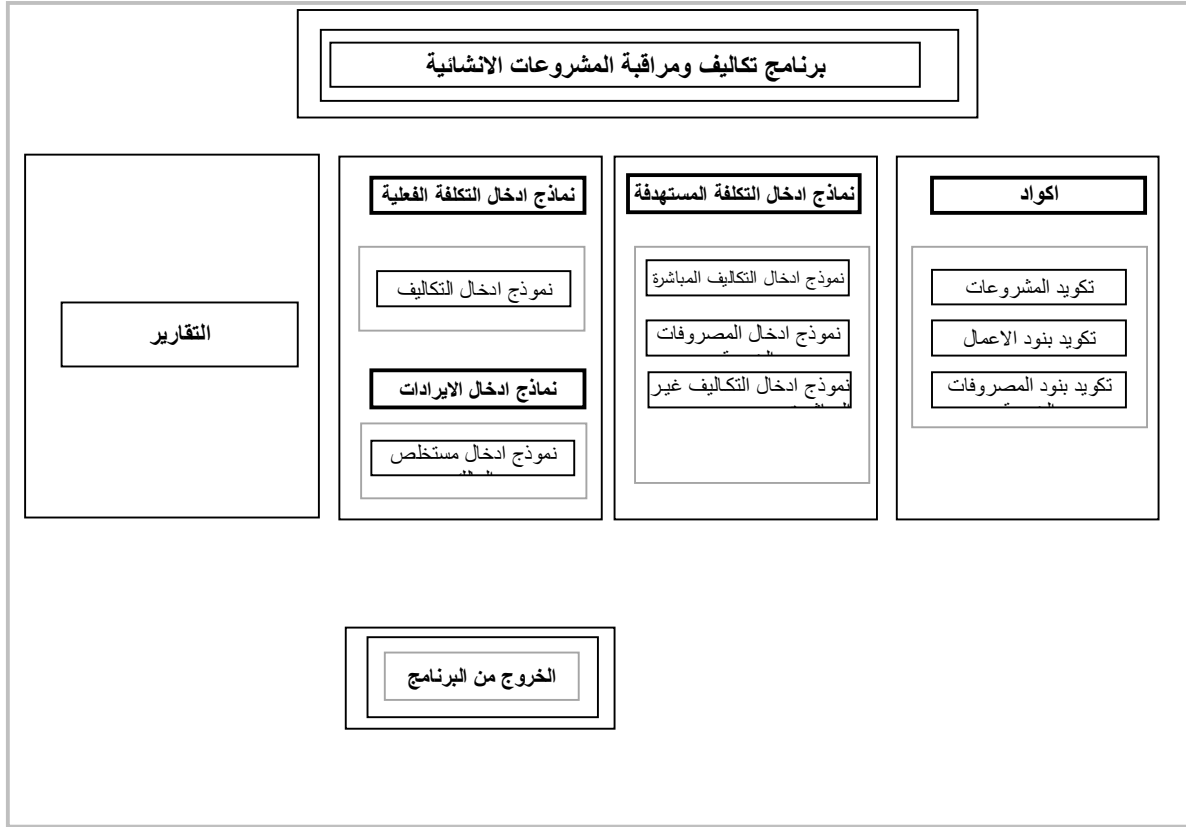 برنامج تكاليف ومراقبة المشروعات الانشائية
اكواد
تكويد المشروعات
تكويد بنود الاعمال
تكويد بنود المصروفات
نماذج ادخال التكلفة المستهدفة
نموذج ادخال التكاليف المباشرة
نموذج ادخال المصروفات
نموذج ادخال التكاليف غير
نماذج ادخال التكلفة الفعلية
نموذج ادخال التكاليف
نماذج ادخال الايرادات
نموذج ادخال مستخلص
التقارير
الخروج من البرنامج